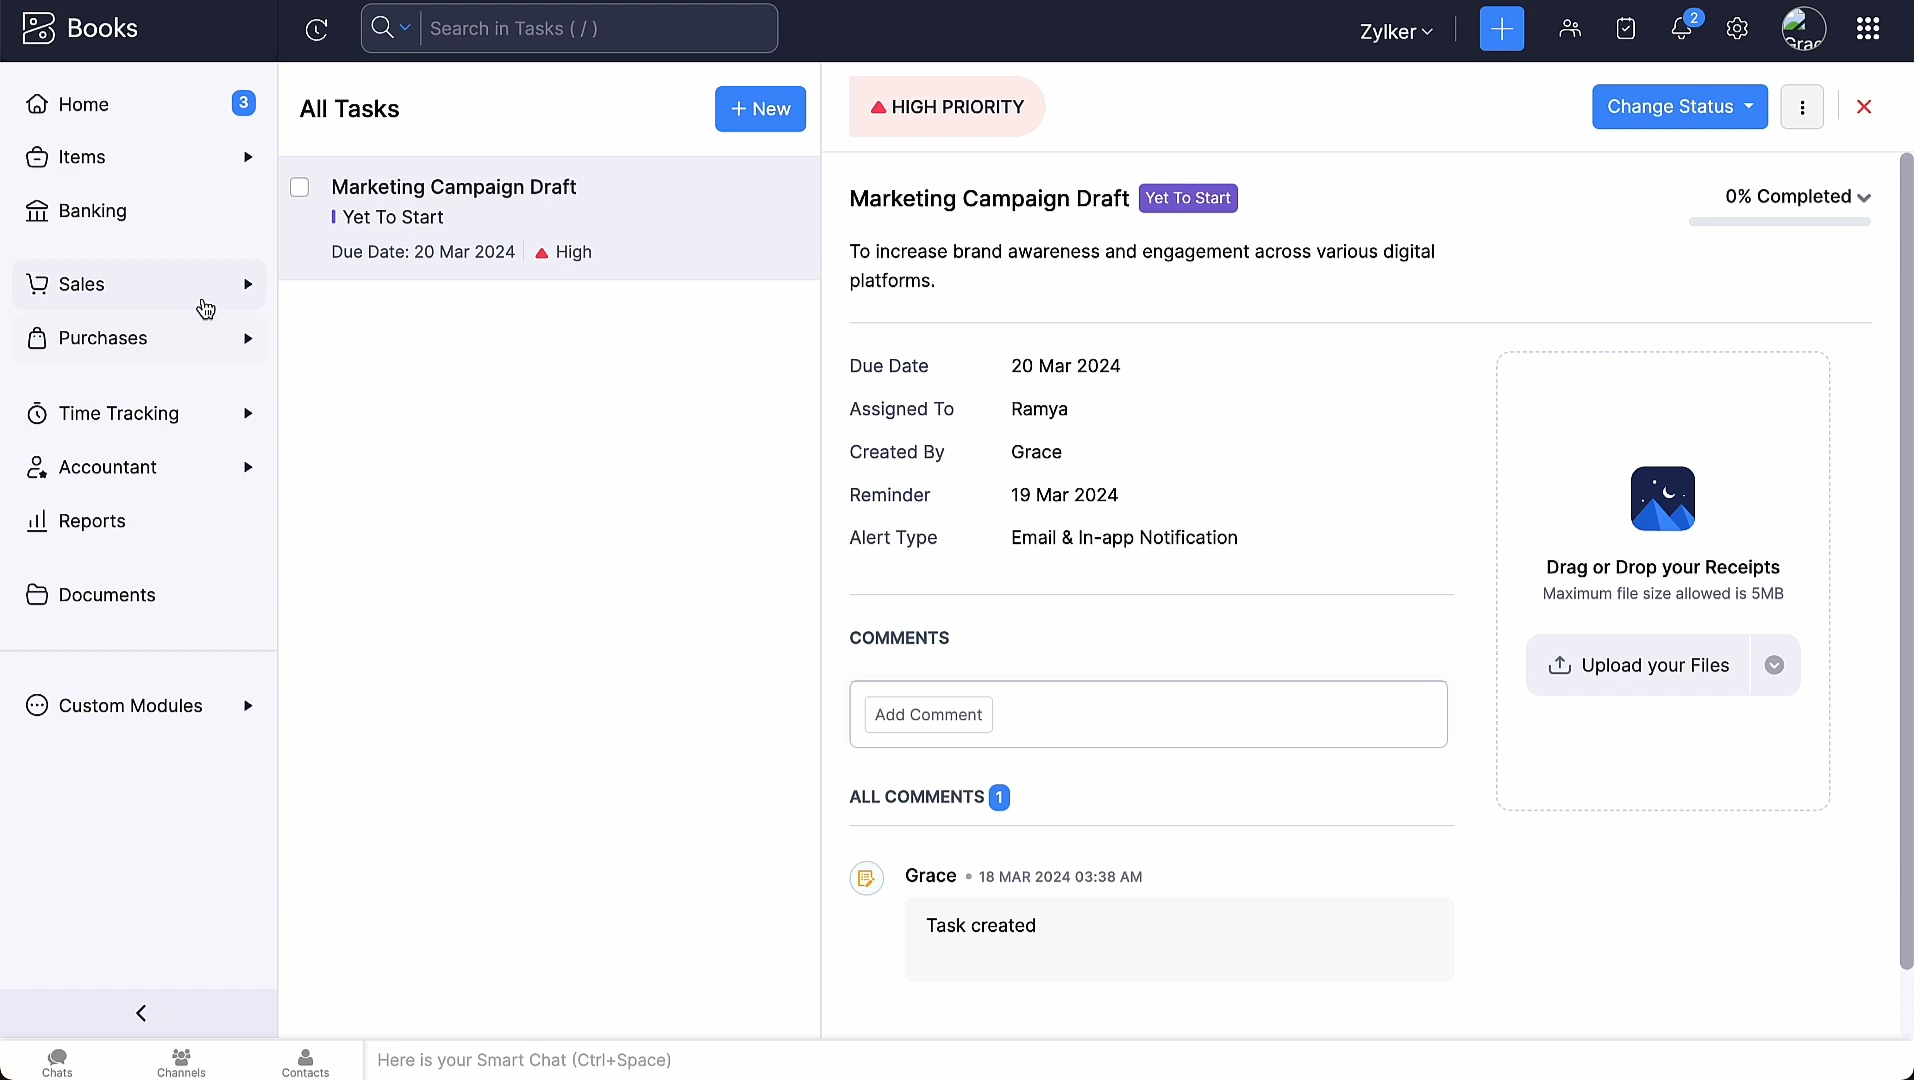 Books
Search in Tasks ( / )
Zylker
2
Grac
Home
3
Items
Banking
Sales
Purchases
Time Tracking
Accountant
Reports
Documents
Custom Modules
All Tasks
+ New
Marketing Campaign Draft
Yet To Start
Due Date: 20 Mar 2024
High
HIGH PRIORITY
Change Status
Marketing Campaign Draft
Yet To Start
0% Completed
To increase brand awareness and engagement across various digital
platforms.
Due Date 20 Mar 2024
Assigned To Ramya
Created By Grace
Reminder 19 Mar 2024
Alert Type Email & In-app Notification
Drag or Drop your Receipts
Maximum file size allowed is 5MB
Upload your Files
COMMENTS
Add Comment
ALL COMMENTS 1
Grace • 18 MAR 2024 03:38 AM
Task created
Chats
Channels
Contacts
Here is your Smart Chat (Ctrl+Space)